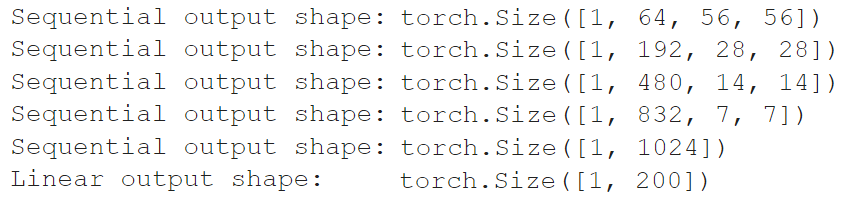 Sequential output shape: torch.Size([1, 64, 56, 56])
Sequential output shape: torch.Size([1, 192, 28, 28])
Sequential output shape: torch.Size([1, 480, 14, 14])
Sequential output shape: torch.Size([1, 832, 7, 7])
Sequential output shape: torch.Size([1, 1024])
Linear output shape: torch.Size([1, 200])